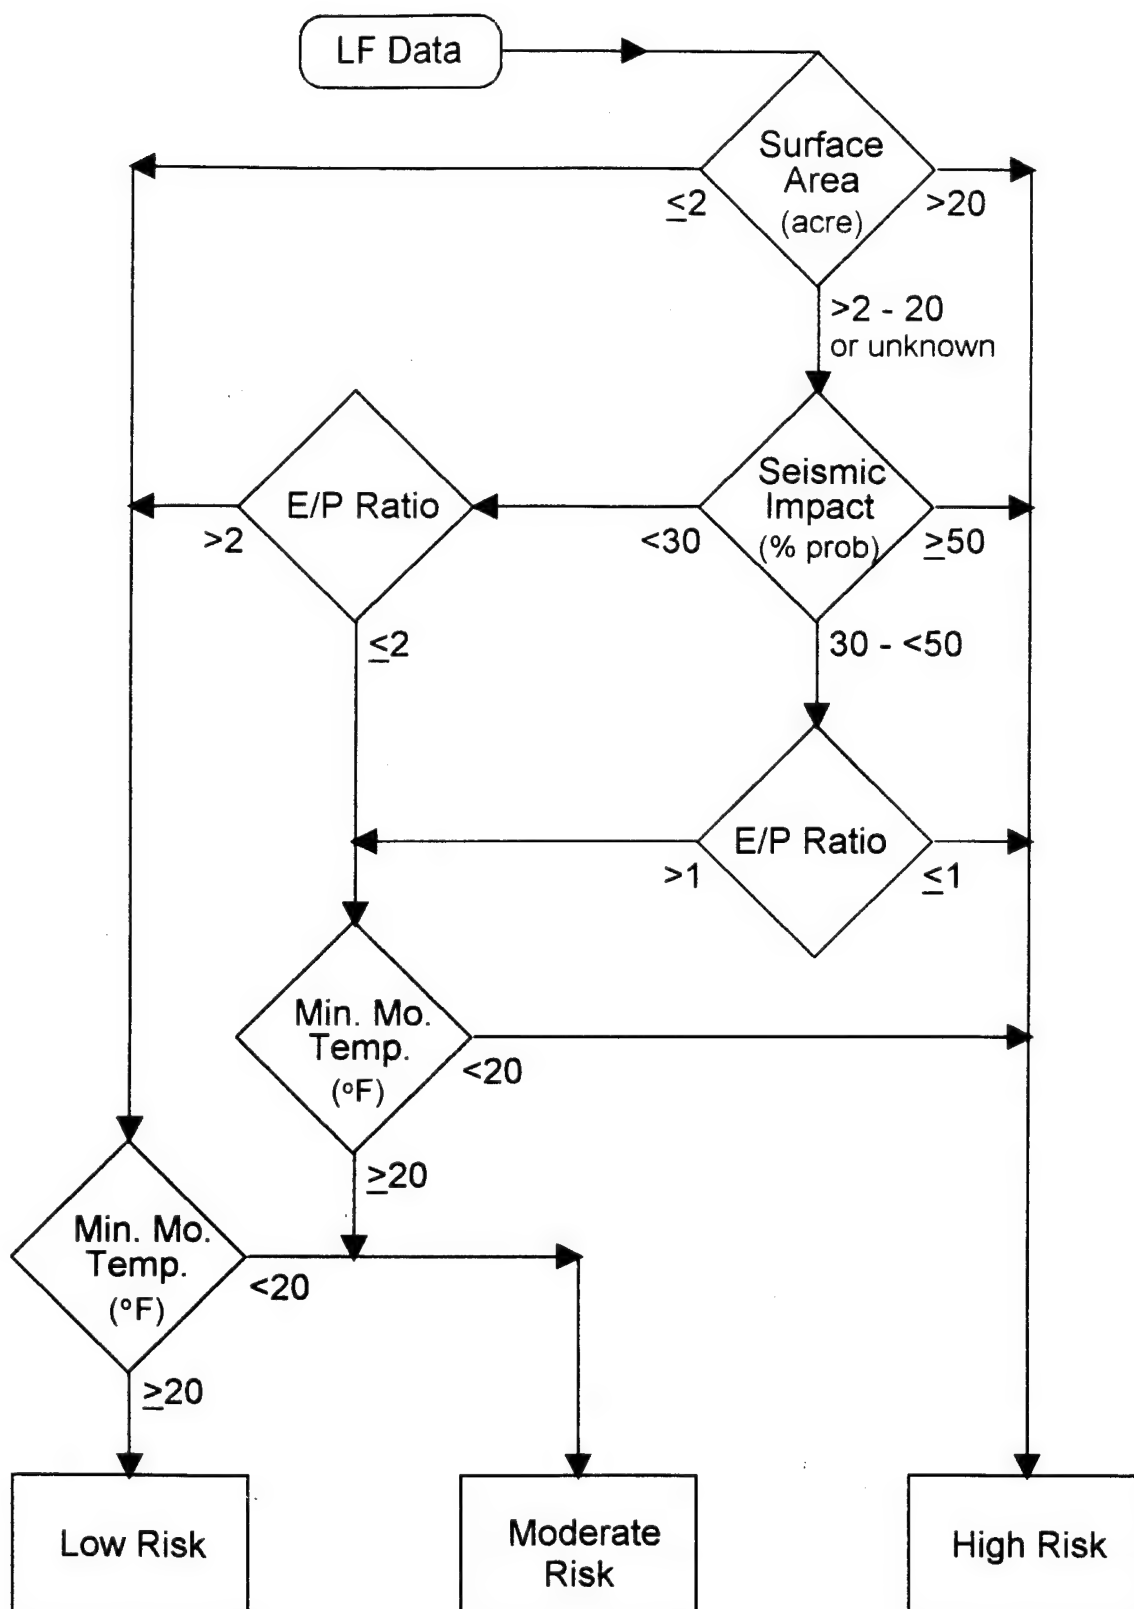 LF Data
Surface
Area
(acre)
≤2
>20
>2 - 20
or unknown
E/P Ratio
Seismic
Impact
(% prob)
>2
<30
≥50
≤2
30 - <50
E/P Ratio
>1
≤1
Min. Mo.
Temp.
(°F)
<20
≥20
Min. Mo.
Temp.
(°F)
<20
≥20
Low Risk
Moderate
Risk
High Risk